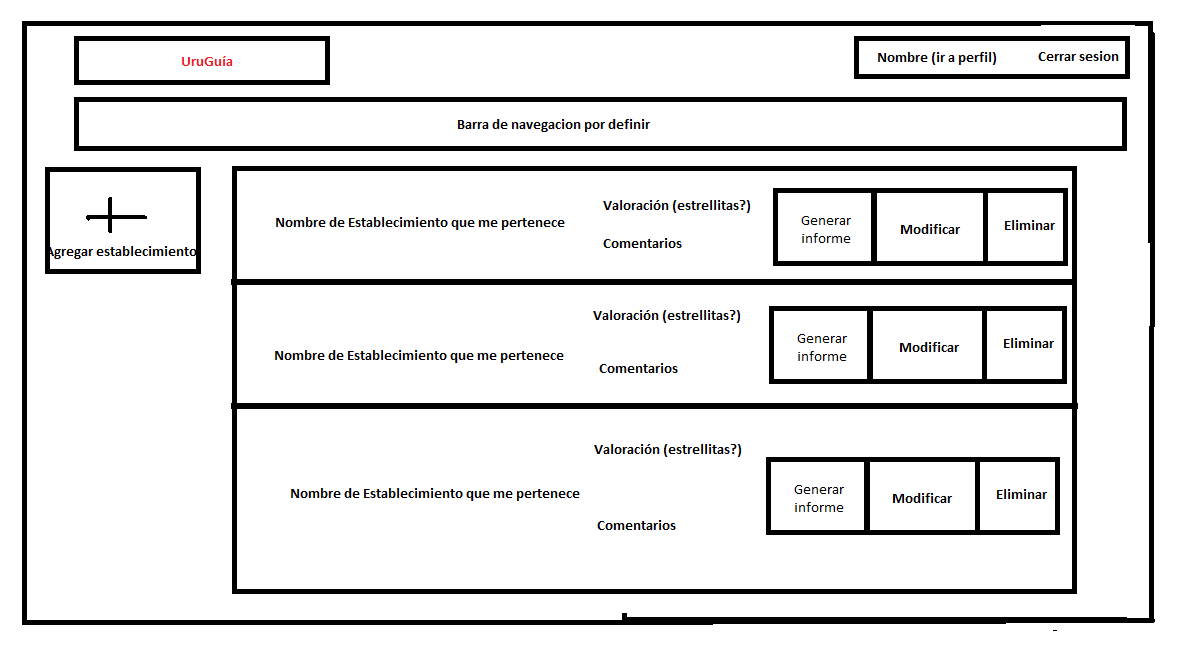 UruGuía
Nombre (ir a perfil)
Cerrar sesion
Barra de navegacion por definir
Agregar establecimiento
Nombre de Establecimiento que me pertenece
Valoración (estrellitas?)
Comentarios
Generar
informe
Modificar
Eliminar
Nombre de Establecimiento que me pertenece
Valoración (estrellitas?)
Comentarios
Generar
informe
Modificar
Eliminar
Nombre de Establecimiento que me pertenece
Valoración (estrellitas?)
Comentarios
Generar
informe
Modificar
Eliminar